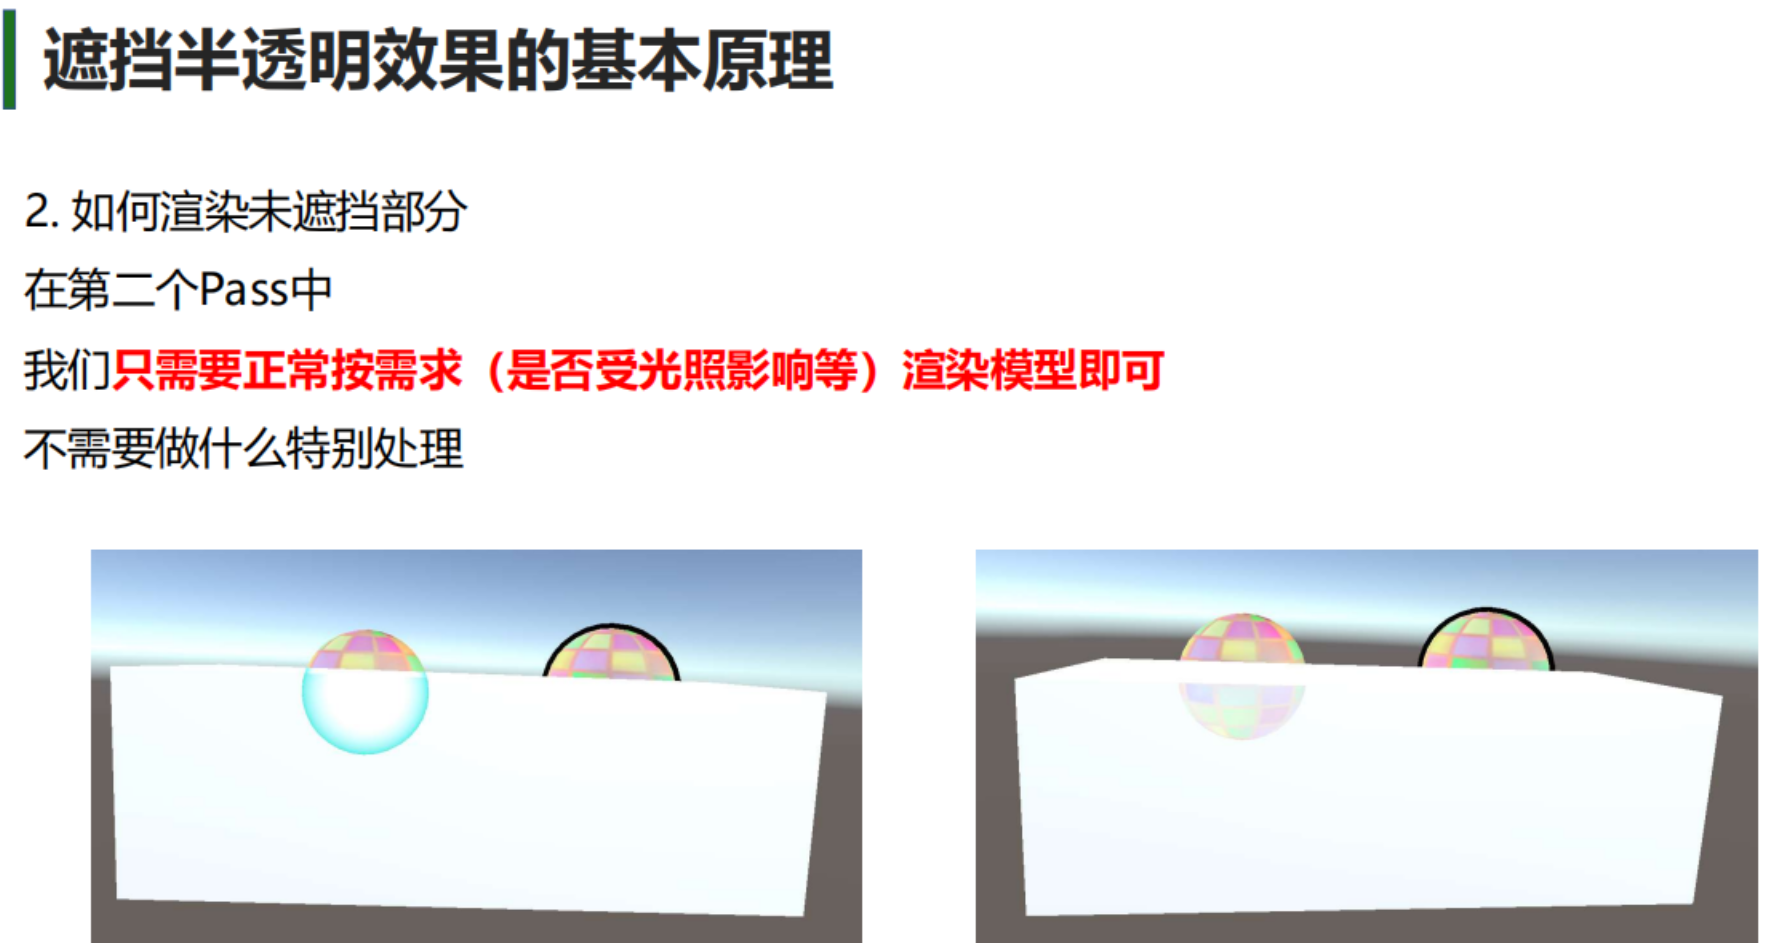 遮挡半透明效果的基本原理
2. 如何渲染未遮挡部分
在第二个Pass中
我们只需要正常按需求（是否受光照影响等）渲染模型即可
不需要做什么特别处理